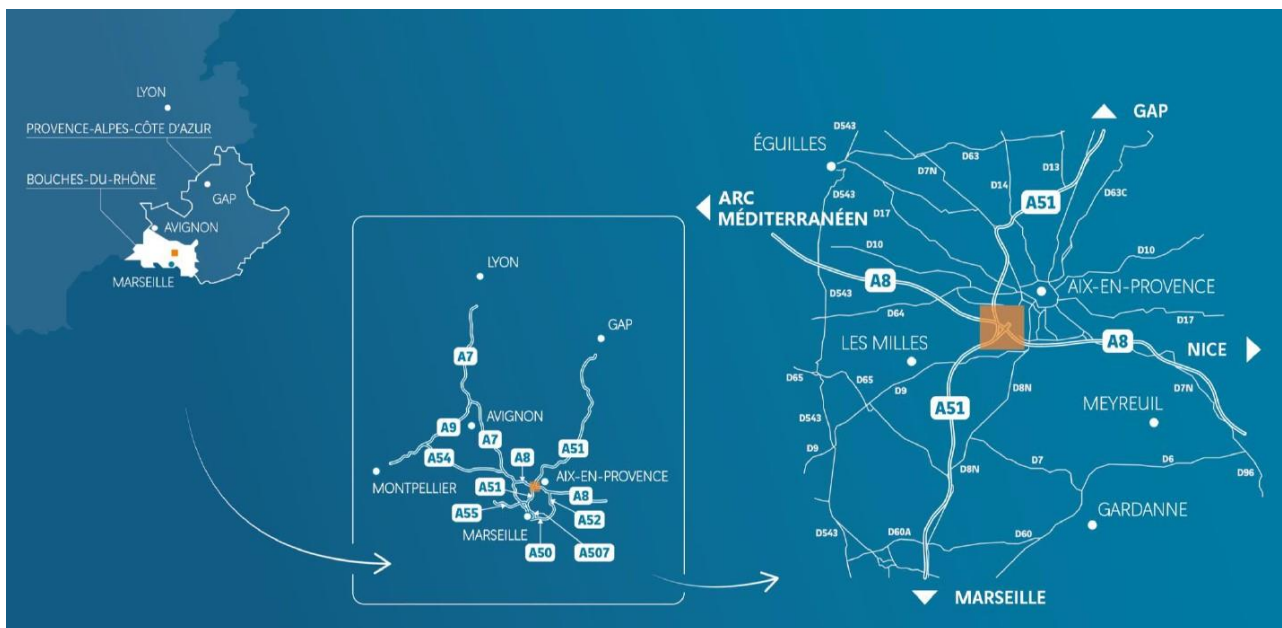 LYON
PROVENCE-ALPES-CÔTE D'AZUR
BOUCHES-DU-RHÔNE
GAP
AVIGNON
MARSEILLE
LYON
GAP
A7
AVIGNON
A9
A7
A54
A8
A51
MONTPELLIER
A51
AIX-EN-PROVENCE
A8
A55
A52
MARSEILLE
A50
A507
GAP
D543
ÉGUILLES
D63
D7N
D13
D14
D543
A51
D63C
ARC
MÉDITERRANÉEN
D17
D10
D10
A8
D543
AIX-EN-PROVENCE
D64
D17
LES MILLES
A8
NICE
D65
D65
D9
D8N
D7N
A51
MEYREUIL
D543
D9
D7
D6
D8N
D96
GARDANNE
D543
D60A
D60
MARSEILLE